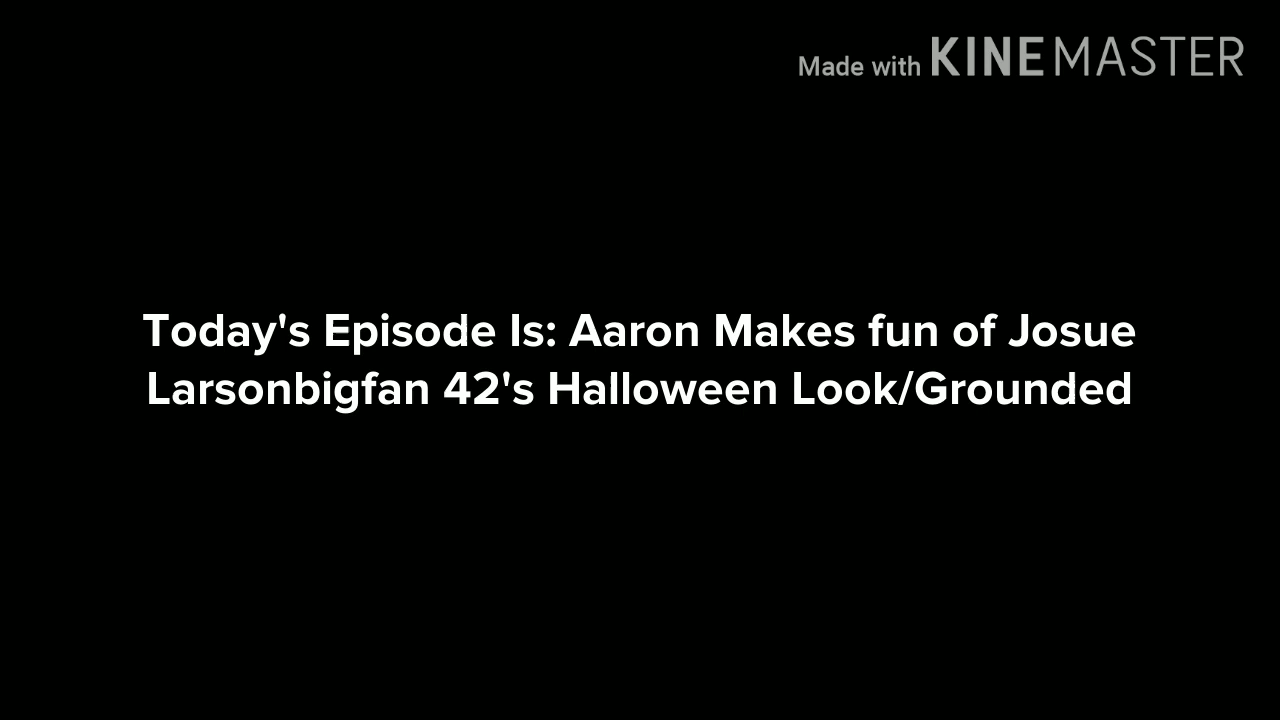 Made with KINEMASTER
Today's Episode Is: Aaron Makes fun of Josue
Larsonbigfan 42's Halloween Look/Grounded